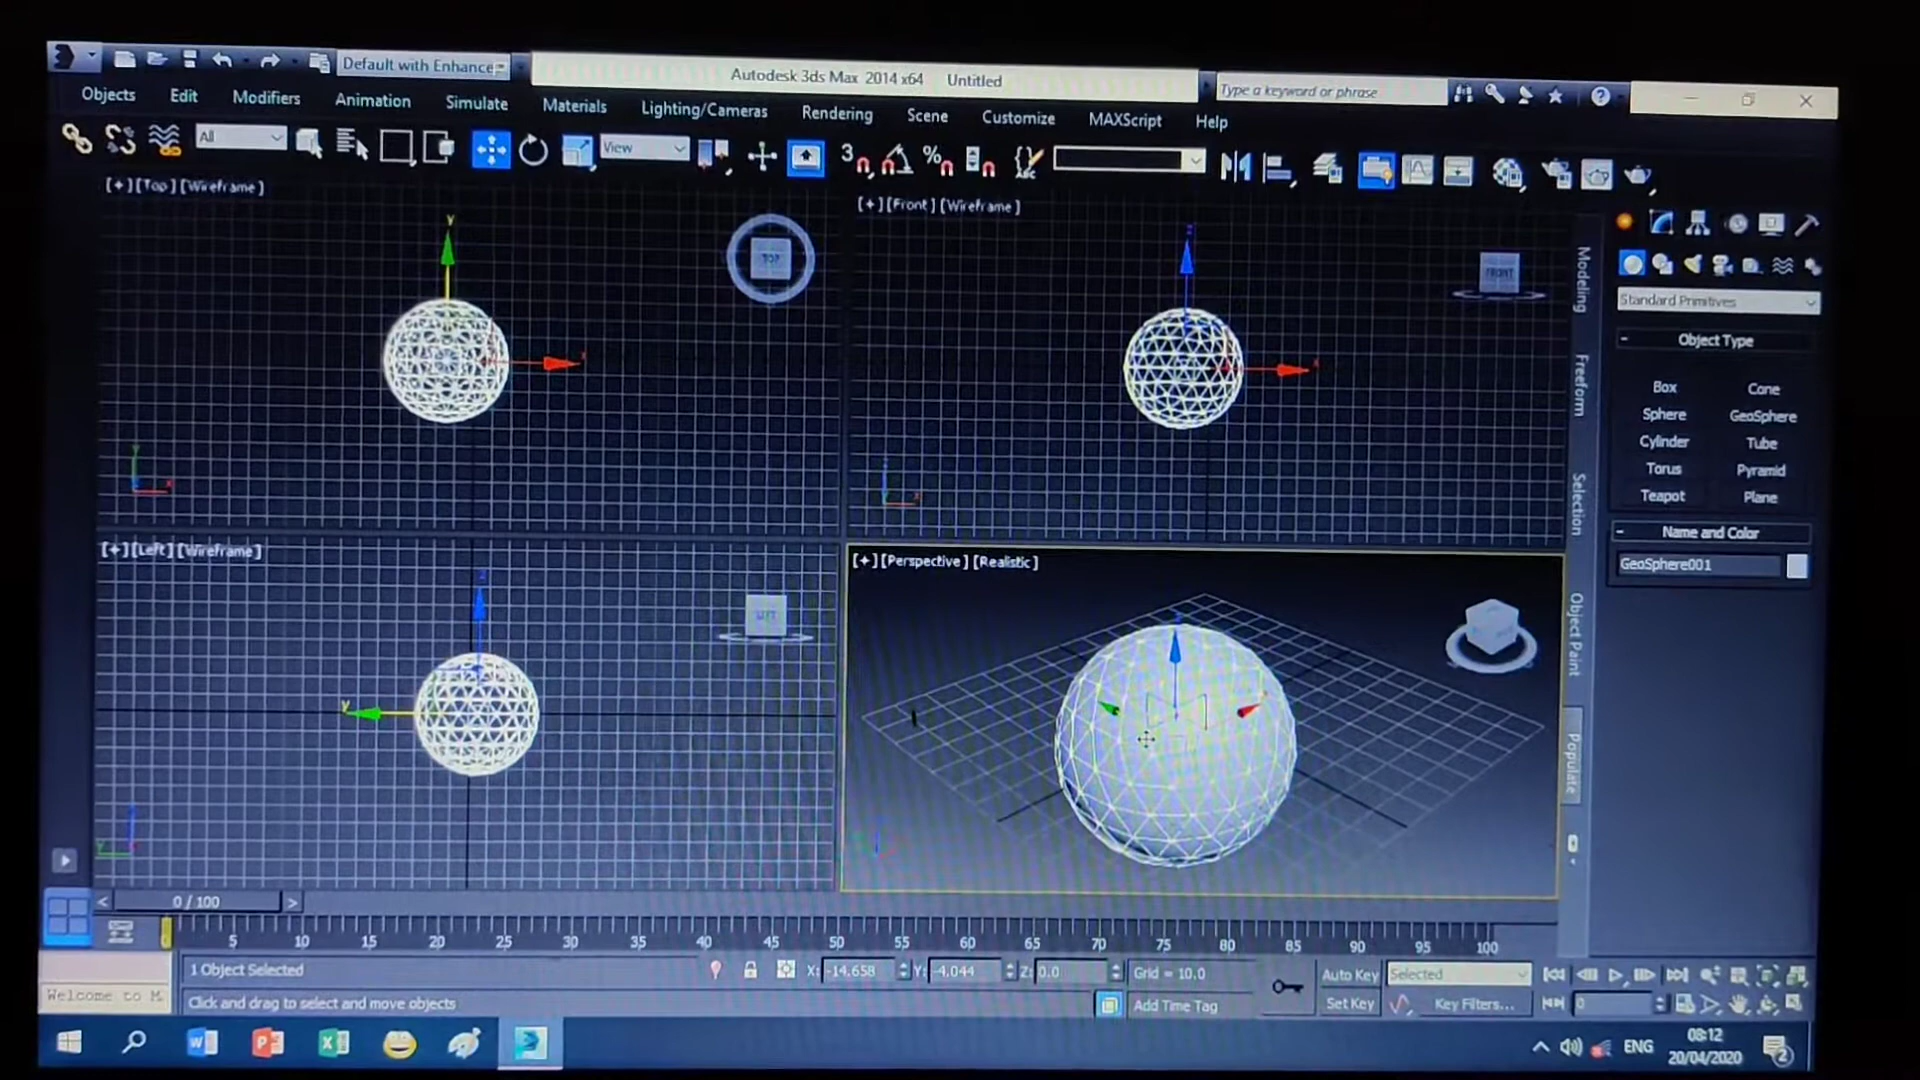 Default with Enhance
Autodesk 3ds Max 2014 x64 Untitled
Type a keyword or phrase
Objects Edit Modifiers Animation Simulate Materials Lighting/Cameras Rendering Scene Customize MAXScript Help
All
View
[+][Top][Wireframe]
[+][Front][Wireframe]
TOP
FRONT
Modeling
Freeform
Selection
Object Paint
Populate
Standard Primitives
Object Type
Box Cone
Sphere GeoSphere
Cylinder Tube
Torus Pyramid
Teapot Plane
Name and Color
GeoSphere001
[+][Left][Wireframe]
[+][Perspective][Realistic]
LEFT
0 / 100
5 10 15 20 25 30 35 40 45 50 55 60 65 70 75 80 85 90 95 100
1 Object Selected
X: -14.658 Y: -4.044 Z: 0.0
Grid = 10.0
Auto Key Selected
Welcome to M
Click and drag to select and move objects
Add Time Tag
Set Key Key Filters... 0
ENG
08:12
20/04/2020
2